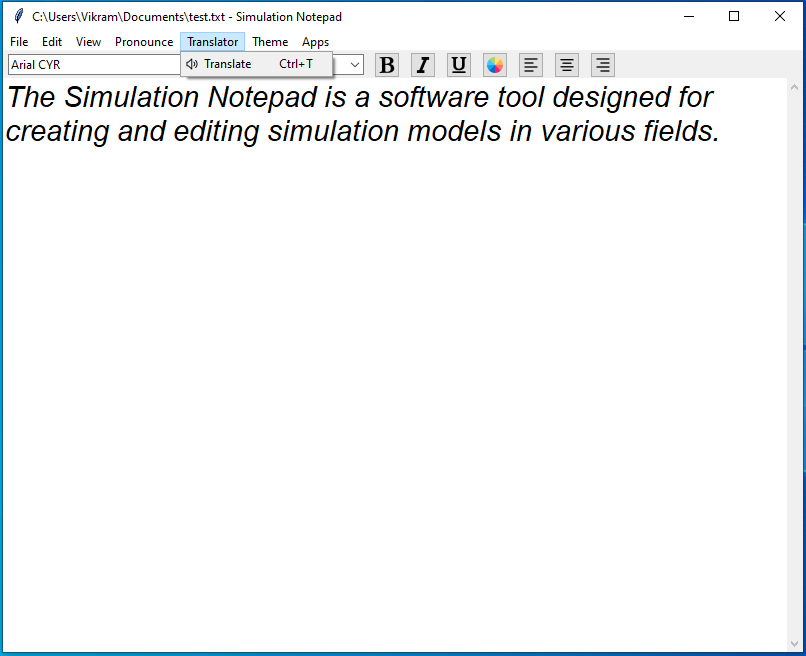 C:\Users\Vikram\Documents\test.txt - Simulation Notepad
File Edit View Pronounce Translator Theme Apps
Arial CYR
Translate Ctrl+T
B I U
The Simulation Notepad is a software tool designed for
creating and editing simulation models in various fields.